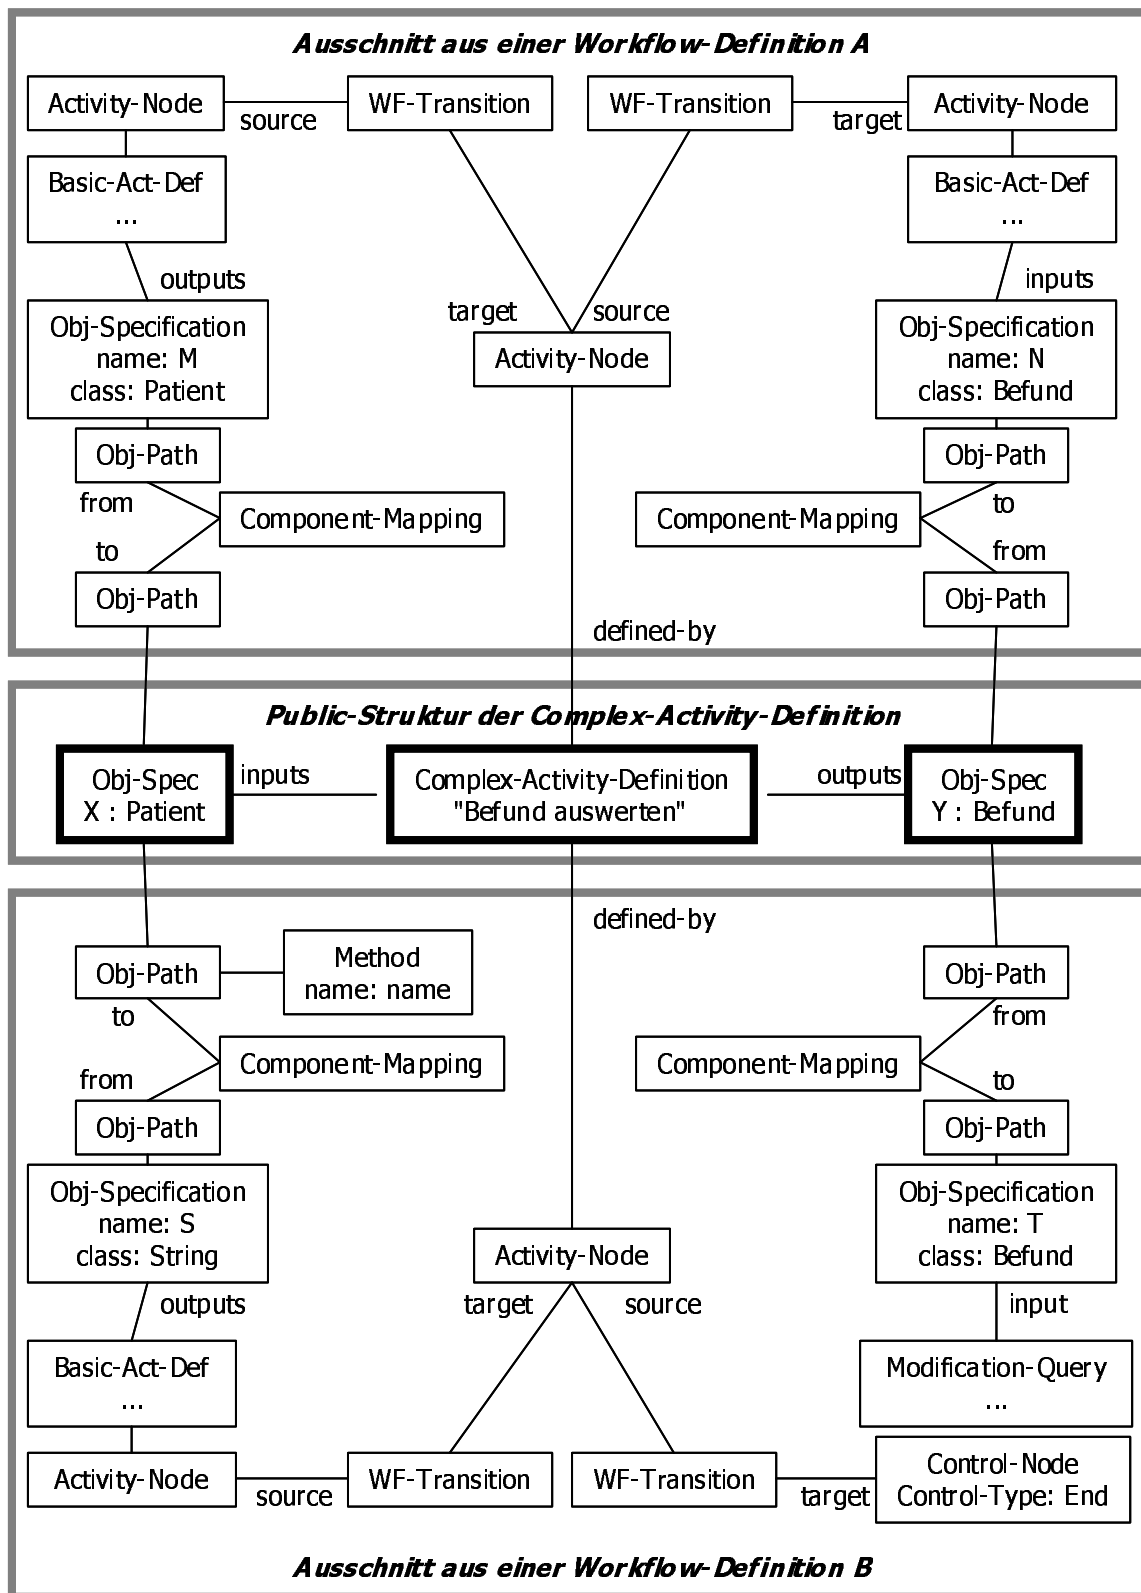 Ausschnitt aus einer Workflow-Definition A
Activity-Node
source
WF-Transition
WF-Transition
target
Activity-Node
Basic-Act-Def
...
Basic-Act-Def
...
outputs
inputs
Obj-Specification
name: M
class: Patient
target
source
Activity-Node
Obj-Specification
name: N
class: Befund
Obj-Path
Obj-Path
from
Component-Mapping
Component-Mapping
to
to
from
Obj-Path
Obj-Path
defined-by
Public-Struktur der Complex-Activity-Definition
Obj-Spec
X : Patient
inputs
Complex-Activity-Definition
"Befund auswerten"
outputs
Obj-Spec
Y : Befund
defined-by
Obj-Path
Method
name: name
Obj-Path
to
from
Component-Mapping
Component-Mapping
from
to
Obj-Path
Obj-Path
Obj-Specification
name: S
class: String
Obj-Specification
name: T
class: Befund
Activity-Node
outputs
target
source
input
Basic-Act-Def
...
Modification-Query
...
Activity-Node
source
WF-Transition
WF-Transition
target
Control-Node
Control-Type: End
Ausschnitt aus einer Workflow-Definition B